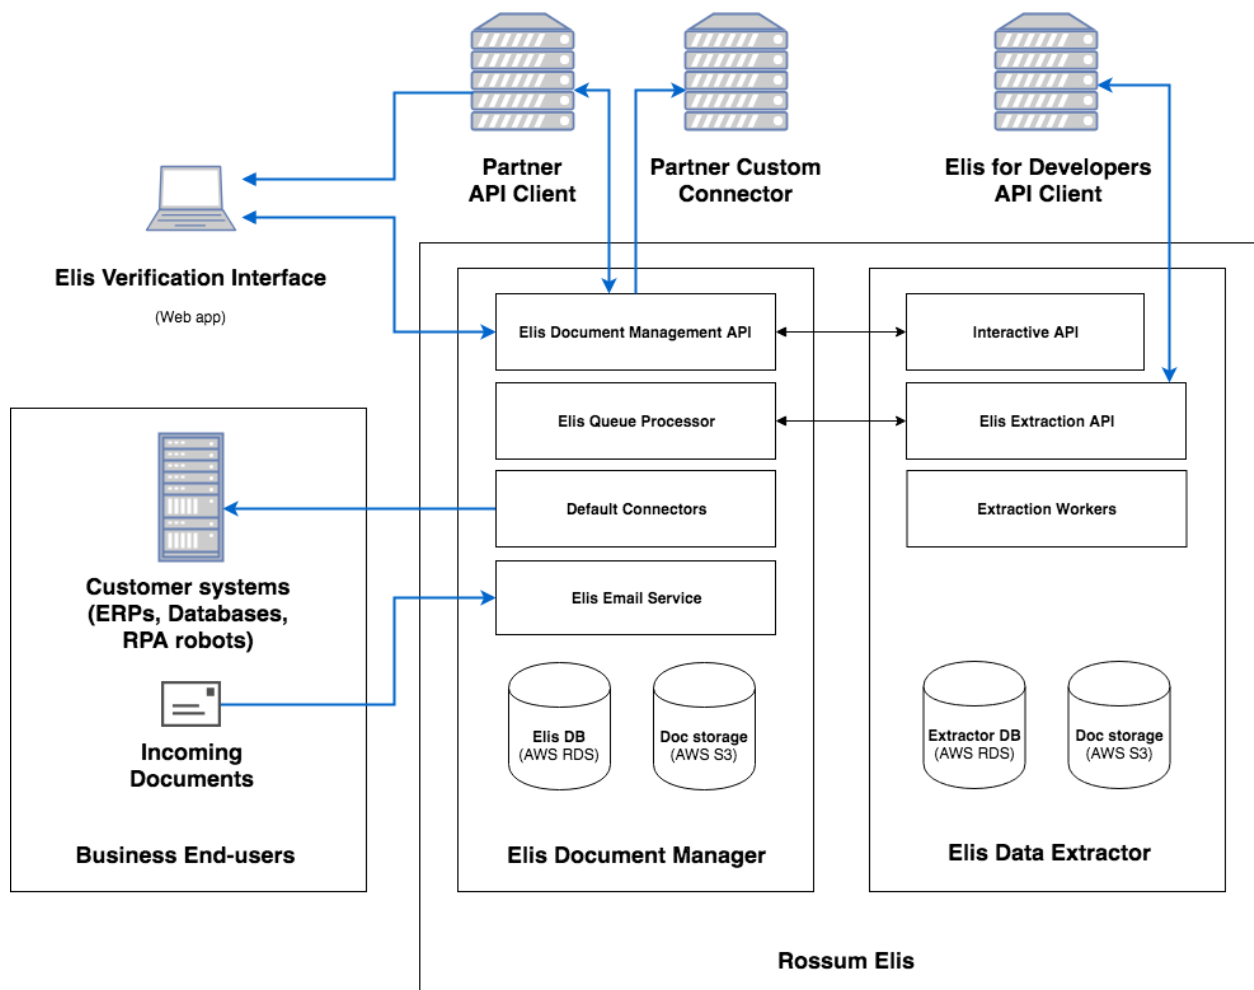 Partner
API Client
Partner Custom
Connector
Elis for Developers
API Client
Elis Verification Interface
(Web app)
Elis Document Management API
Interactive API
Elis Queue Processor
Elis Extraction API
Default Connectors
Extraction Workers
Elis Email Service
Customer systems
(ERPs, Databases,
RPA robots)
Incoming
Documents
Business End-users
Elis DB
(AWS RDS)
Doc storage
(AWS S3)
Extractor DB
(AWS RDS)
Doc storage
(AWS S3)
Elis Document Manager
Elis Data Extractor
Rossum Elis